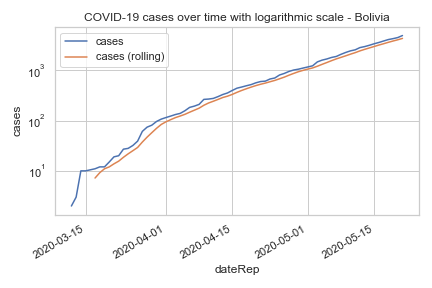 COVID-19 cases over time with logarithmic scale - Bolivia
cases
cases (rolling)
10³
10²
10¹
cases
2020-03-15
2020-04-01
2020-04-15
2020-05-01
2020-05-15
dateRep